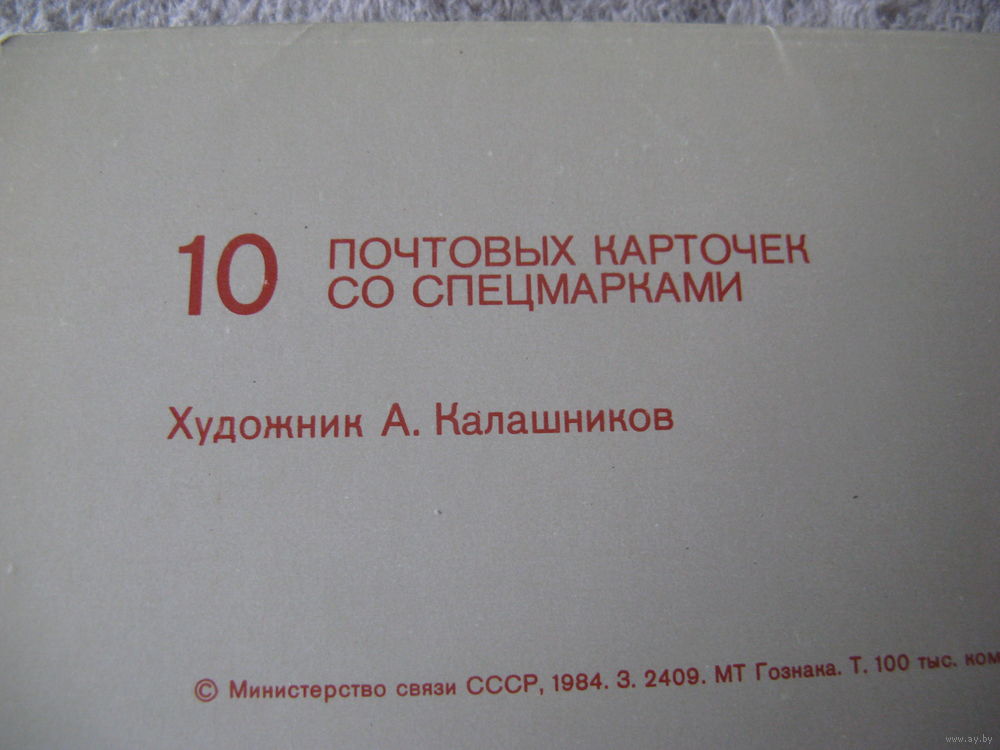 10 ПОЧТОВЫХ КАРТОЧЕК
СО СПЕЦМАРКАМИ
Художник А. Калашников
© Министерство связи СССР, 1984. З. 2409. МТ Гознака. Т. 100 тыс. ком
www.ay.by